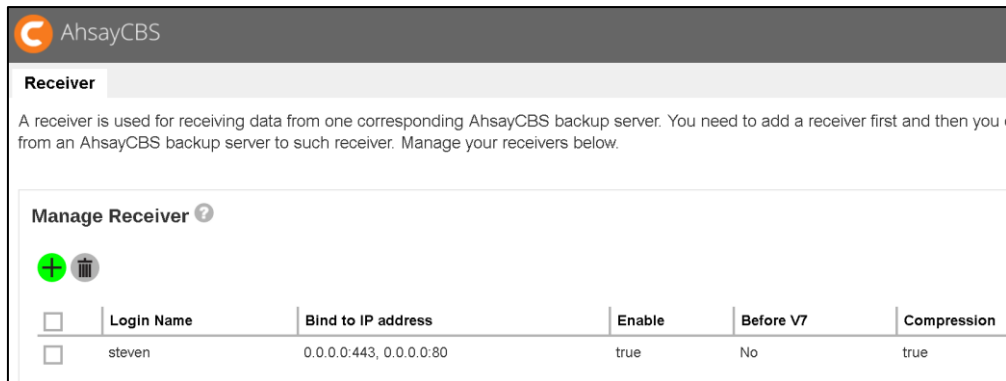 AhsayCBS
Receiver
A receiver is used for receiving data from one corresponding AhsayCBS backup server. You need to add a receiver first and then you
from an AhsayCBS backup server to such receiver. Manage your receivers below.
Manage Receiver ?
Login Name Bind to IP address Enable Before V7 Compression
steven 0.0.0.0:443, 0.0.0.0:80 true No true